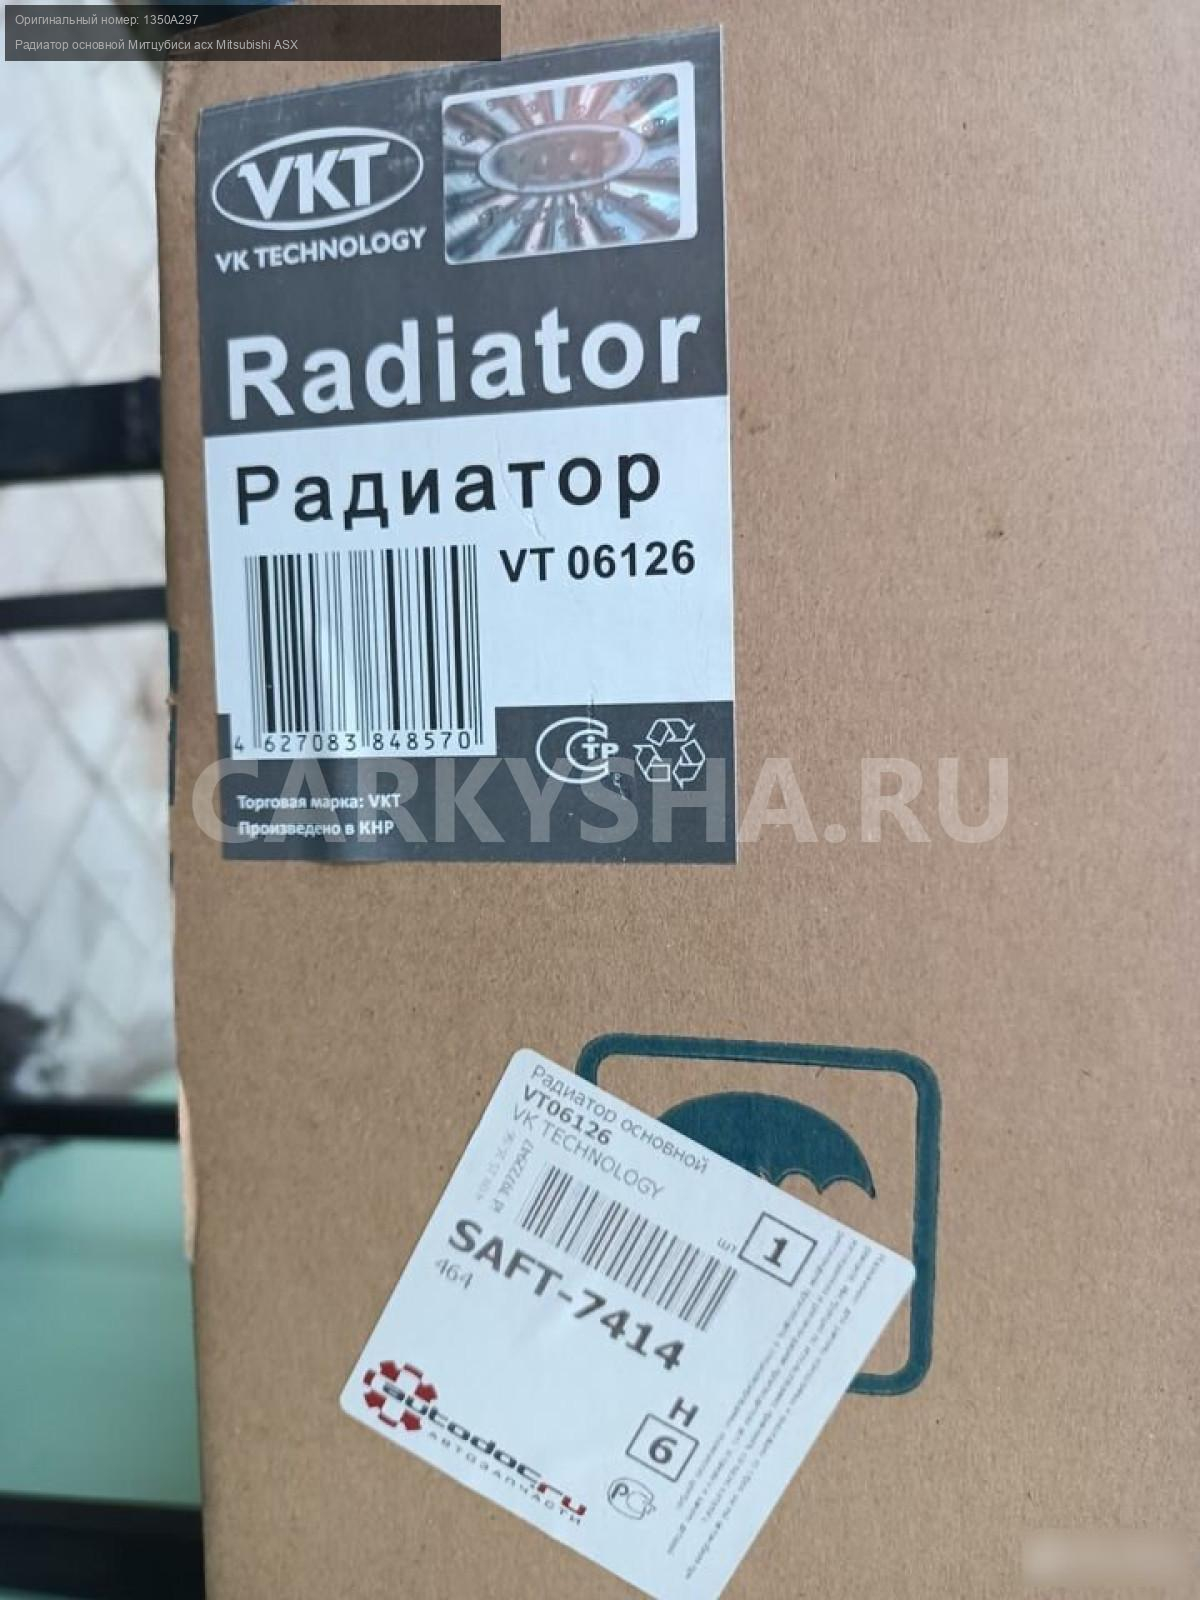 Оригинальный номер: 1350A297
Радиатор основной Митцубиси асх Mitsubishi ASX
VKT
VK TECHNOLOGY
Radiator
Радиатор
VT 06126
4 627083 848570
Торговая марка: VKT
Произведено в КНР
CARKYSHA.RU
Радиатор основной
VT06126
VK TECHNOLOGY
шт 1
SAFT-7414
464
H
6
autodoc.ru
АВТОЗАПЧАСТИ